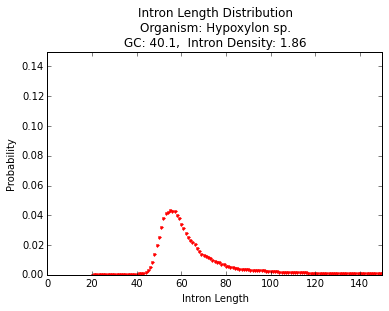 Intron Length Distribution
Organism: Hypoxylon sp.
GC: 40.1,  Intron Density: 1.86
0.14
0.12
0.10
0.08
0.06
0.04
0.02
0.00
Probability
0 20 40 60 80 100 120 140
Intron Length